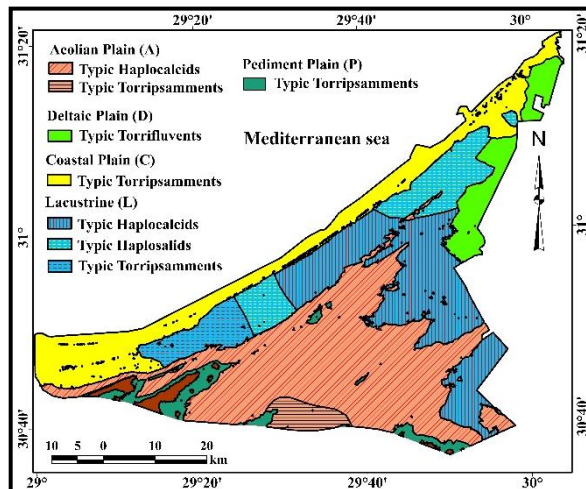 29°20' 29°40' 30°
31°20'
Aeolian Plain (A)
Typic Haplocalcids
Typic Torripsamments
Pediment Plain (P)
Typic Torripsamments
Deltaic Plain (D)
Typic Torrifluvents
Mediterranean sea
N
Coastal Plain (C)
Typic Torripsamments
Lacustrine (L)
Typic Haplocalcids
Typic Haplosalids
Typic Torripsamments
31°
31°
30°40'
30°40'
31°20'
10 5 0 10 20
km
29° 29°20' 29°40' 30°